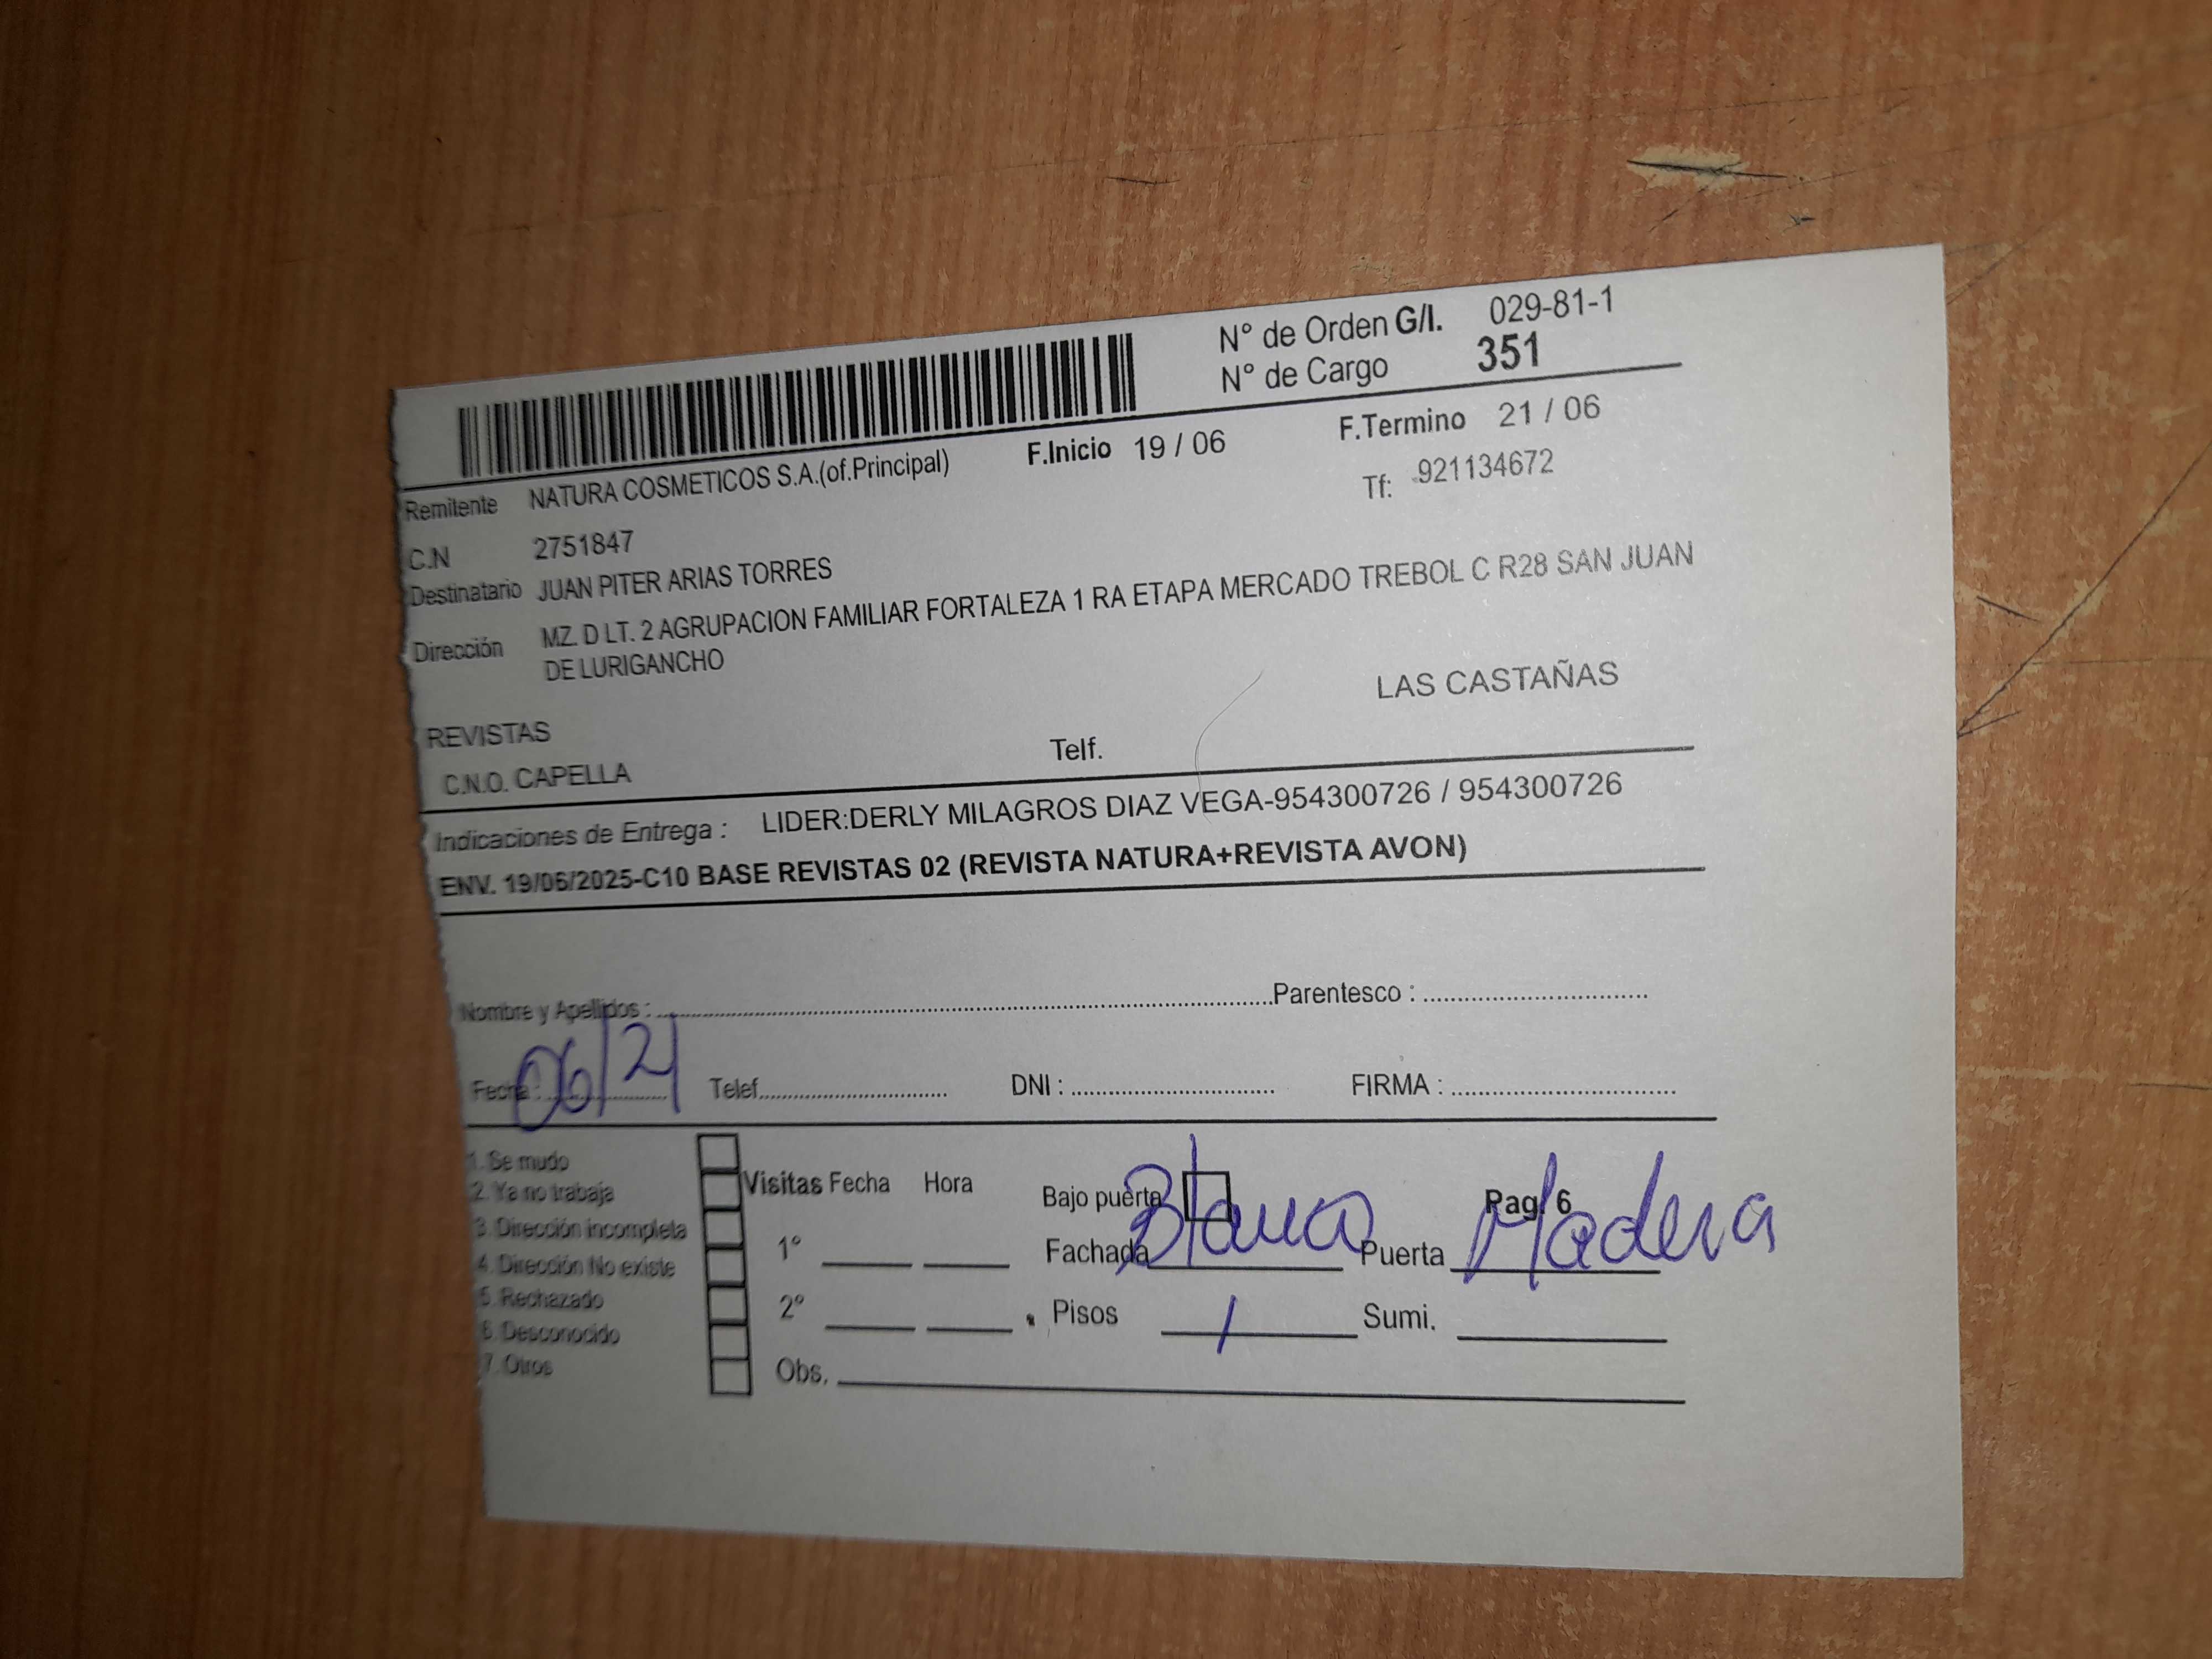 N° de Orden G/I. 029-81-1
N° de Cargo 351
F.Inicio 19 / 06 F.Termino 21 / 06
Remitente NATURA COSMETICOS S.A.(of.Principal) Tf: 921134672
C.N 2751847
Destinatario JUAN PITER ARIAS TORRES
Dirección MZ. D LT. 2 AGRUPACION FAMILIAR FORTALEZA 1 RA ETAPA MERCADO TREBOL C R28 SAN JUAN
DE LURIGANCHO
LAS CASTAÑAS
REVISTAS
C.N.O. CAPELLA Telf.
Indicaciones de Entrega : LIDER:DERLY MILAGROS DIAZ VEGA-954300726 / 954300726
ENV. 19/06/2025-C10 BASE REVISTAS 02 (REVISTA NATURA+REVISTA AVON)
Nombre y Apellidos : Parentesco :
Fecha : 06/21 Telef. DNI : FIRMA :
1. Se mudo
2. Ya no trabaja Visitas Fecha Hora Bajo puerta Pag. 6
3. Dirección incompleta
4. Dirección No existe 1° Fachada Blanca Puerta Madera
5. Rechazado
6. Desconocido 2° Pisos 1 Sumi.
7. Otros Obs.